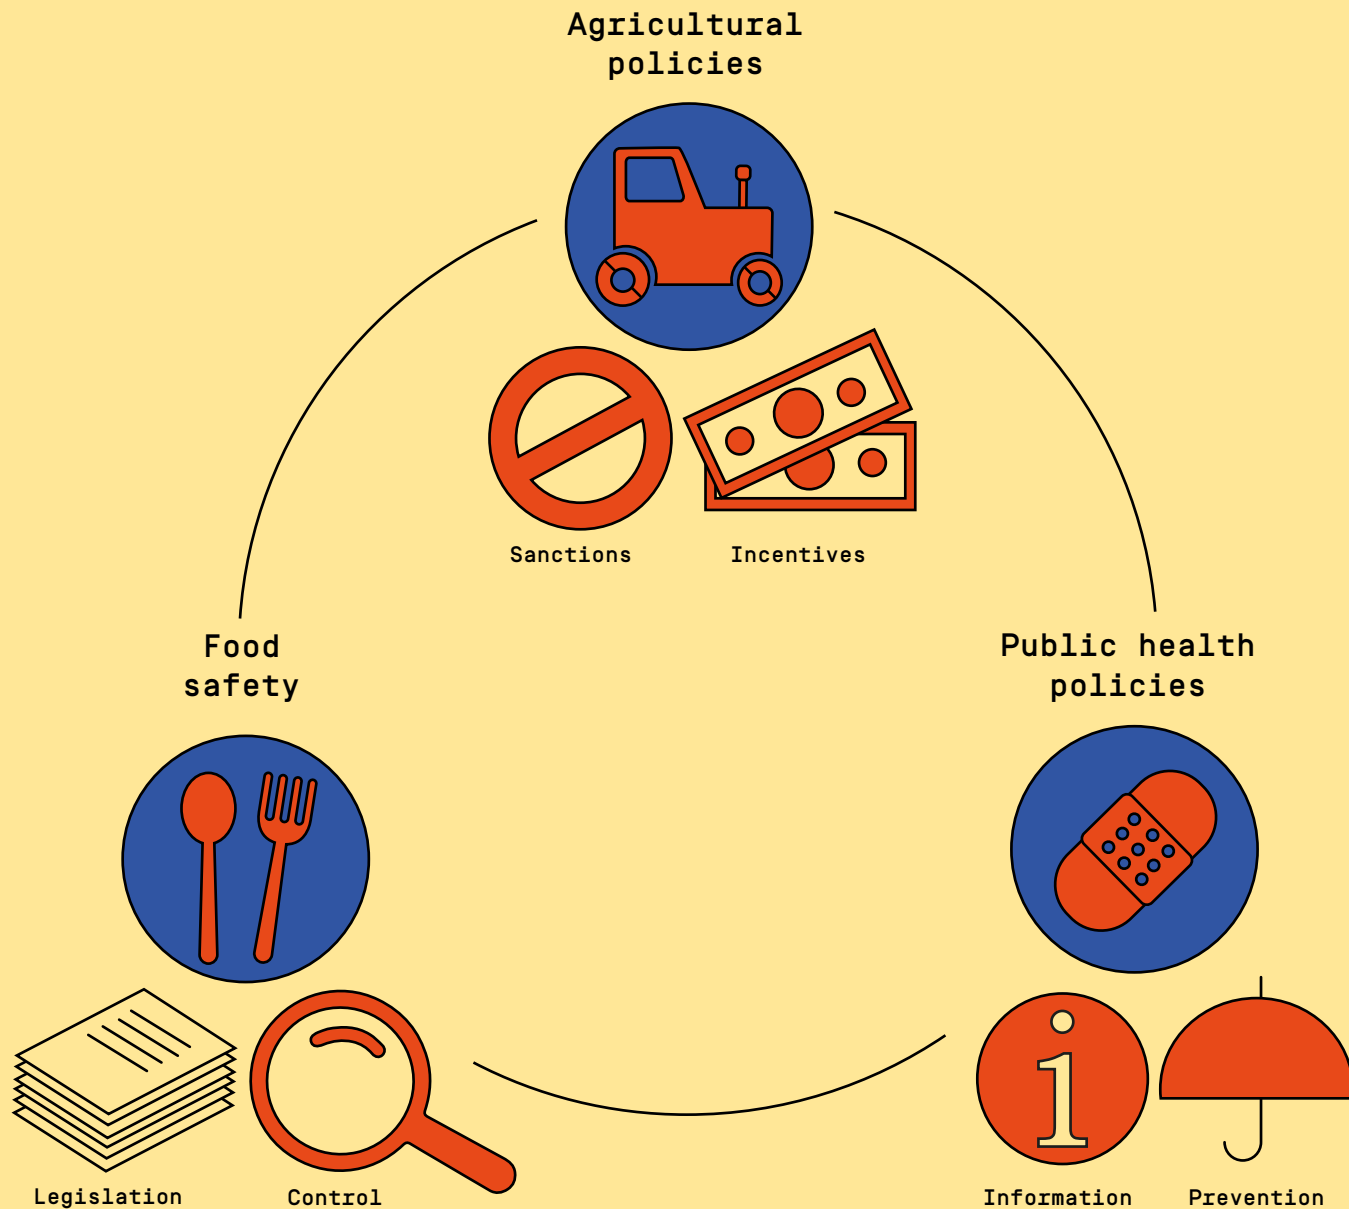 Agricultural
policies
Sanctions
Incentives
Food
safety
Public health
policies
Legislation
Control
Information
Prevention